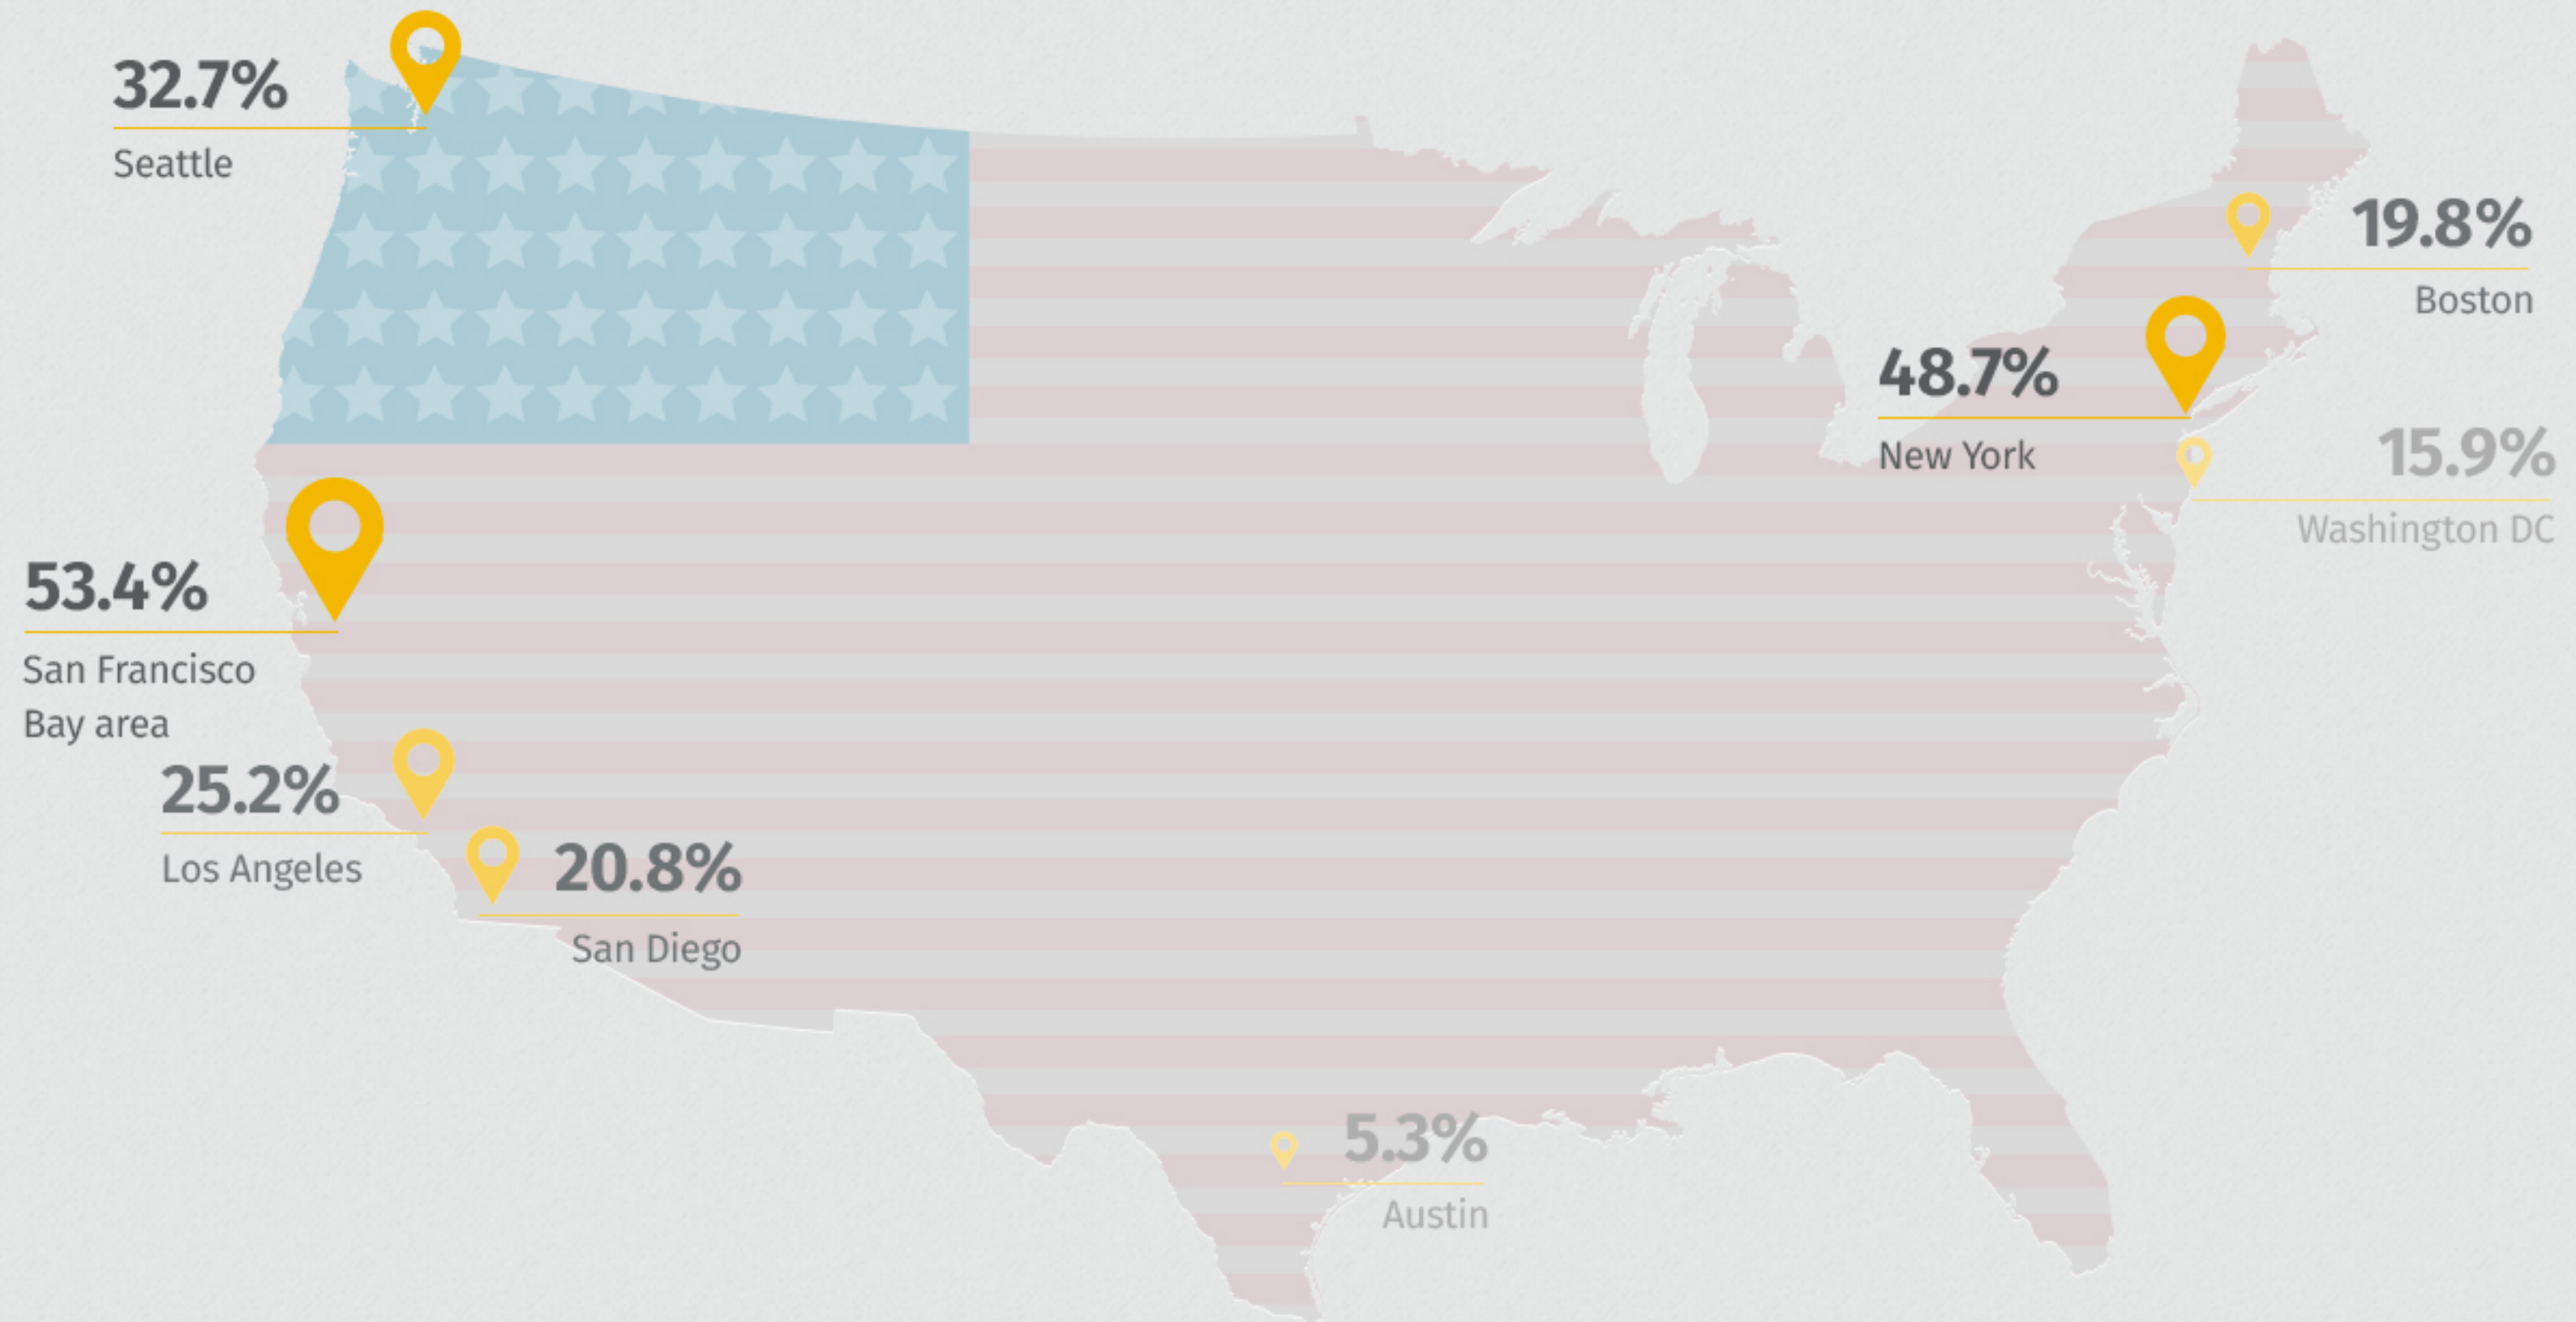 32.7%
Seattle
19.8%
Boston
48.7%
New York
15.9%
Washington DC
53.4%
San Francisco
Bay area
25.2%
Los Angeles
20.8%
San Diego
5.3%
Austin